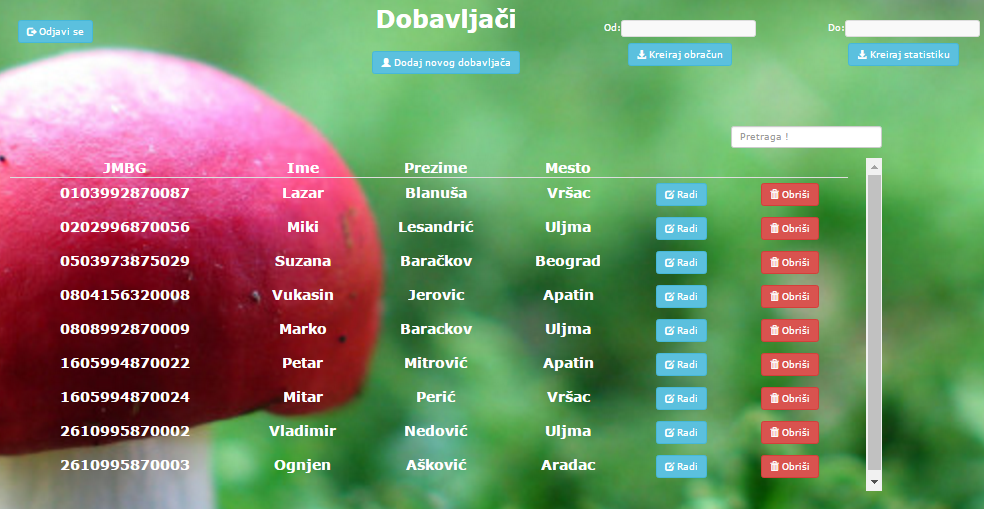 Odjavi se
Dobavljači
Od:
Do:
Dodaj novog dobavljača
Kreiraj obračun
Kreiraj statistiku
Pretraga !
JMBG Ime Prezime Mesto
0103992870087 Lazar Blanuša Vršac Radi Obriši
0202996870056 Miki Lesandrić Uljma Radi Obriši
0503973875029 Suzana Baračkov Beograd Radi Obriši
0804156320008 Vukasin Jerovic Apatin Radi Obriši
0808992870009 Marko Barackov Uljma Radi Obriši
1605994870022 Petar Mitrović Apatin Radi Obriši
1605994870024 Mitar Perić Vršac Radi Obriši
2610995870002 Vladimir Nedović Uljma Radi Obriši
2610995870003 Ognjen Ašković Aradac Radi Obriši